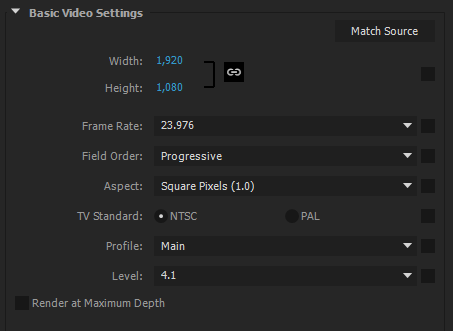 Basic Video Settings
Match Source
Width: 1,920
Height: 1,080
Frame Rate: 23.976
Field Order: Progressive
Aspect: Square Pixels (1.0)
TV Standard: NTSC PAL
Profile: Main
Level: 4.1
Render at Maximum Depth